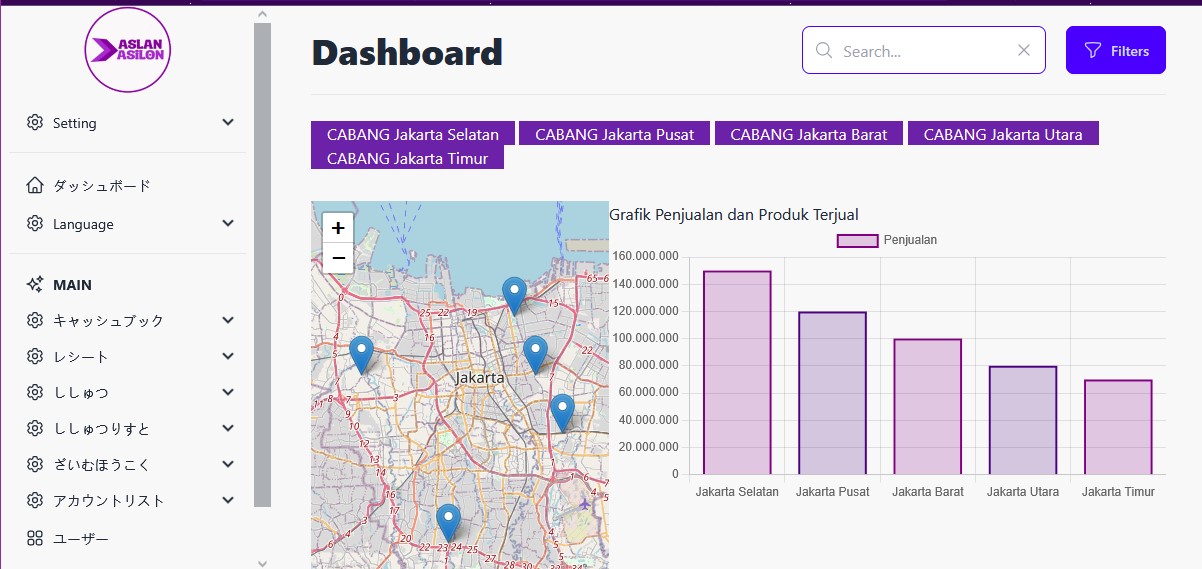 ASLAN
ASILON
Setting
ダッシュボード
Language
MAIN
キャッシュブック
レシート
ししゅつ
ししゅつりすと
ざいむほうこく
アカウントリスト
ユーザー
Dashboard
Search...
Filters
CABANG Jakarta Selatan
CABANG Jakarta Pusat
CABANG Jakarta Barat
CABANG Jakarta Utara
CABANG Jakarta Timur
+
−
Jakarta
Grafik Penjualan dan Produk Terjual
Penjualan
160.000.000
140.000.000
120.000.000
100.000.000
80.000.000
60.000.000
40.000.000
20.000.000
0
Jakarta Selatan
Jakarta Pusat
Jakarta Barat
Jakarta Utara
Jakarta Timur